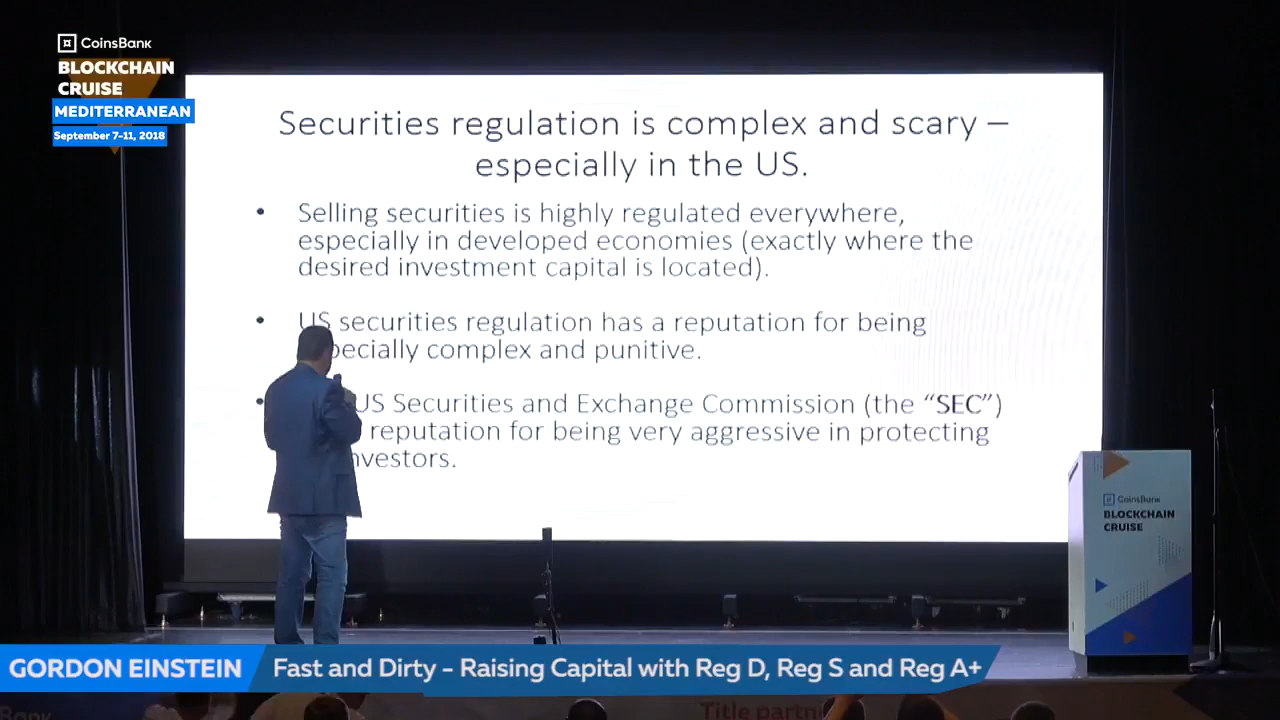 CoinsBank
BLOCKCHAIN
CRUISE
MEDITERRANEAN
September 7-11, 2018
Securities regulation is complex and scary –
especially in the US.
• Selling securities is highly regulated everywhere,
especially in developed economies (exactly where the
desired investment capital is located).
• US securities regulation has a reputation for being
pecially complex and punitive.
• US Securities and Exchange Commission (the “SEC”)
reputation for being very aggressive in protecting
nvestors.
CoinsBank
BLOCKCHAIN
CRUISE
GORDON EINSTEIN
Fast and Dirty – Raising Capital with Reg D, Reg S and Reg A+
Bank
Title partn